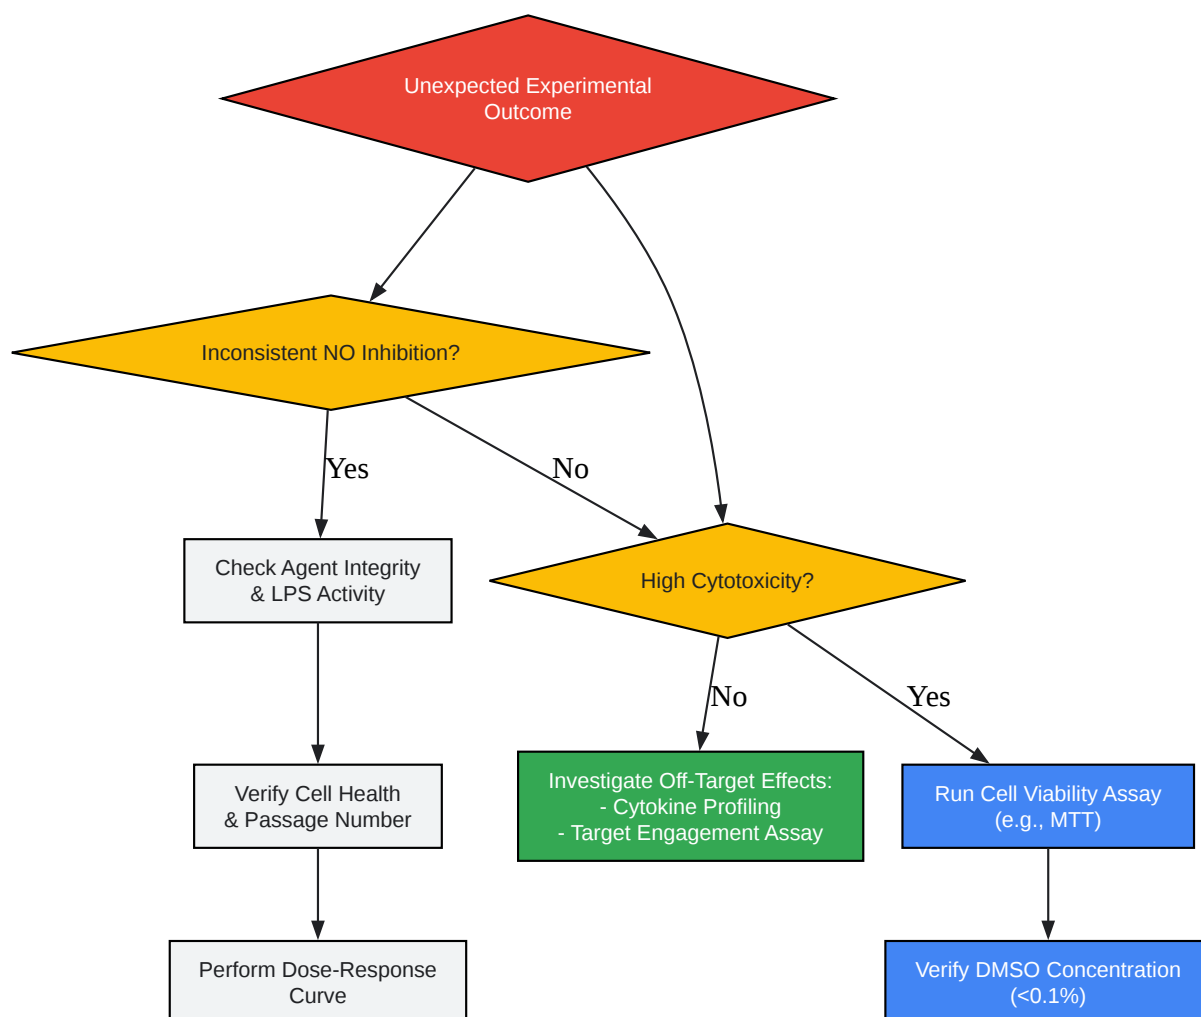 Unexpected Experimental
Outcome
Inconsistent NO Inhibition?
Yes
No
Check Agent Integrity
& LPS Activity
High Cytotoxicity?
No
Yes
Verify Cell Health
& Passage Number
Investigate Off-Target Effects:
- Cytokine Profiling
- Target Engagement Assay
Run Cell Viability Assay
(e.g., MTT)
Perform Dose-Response
Curve
Verify DMSO Concentration
(<0.1%)